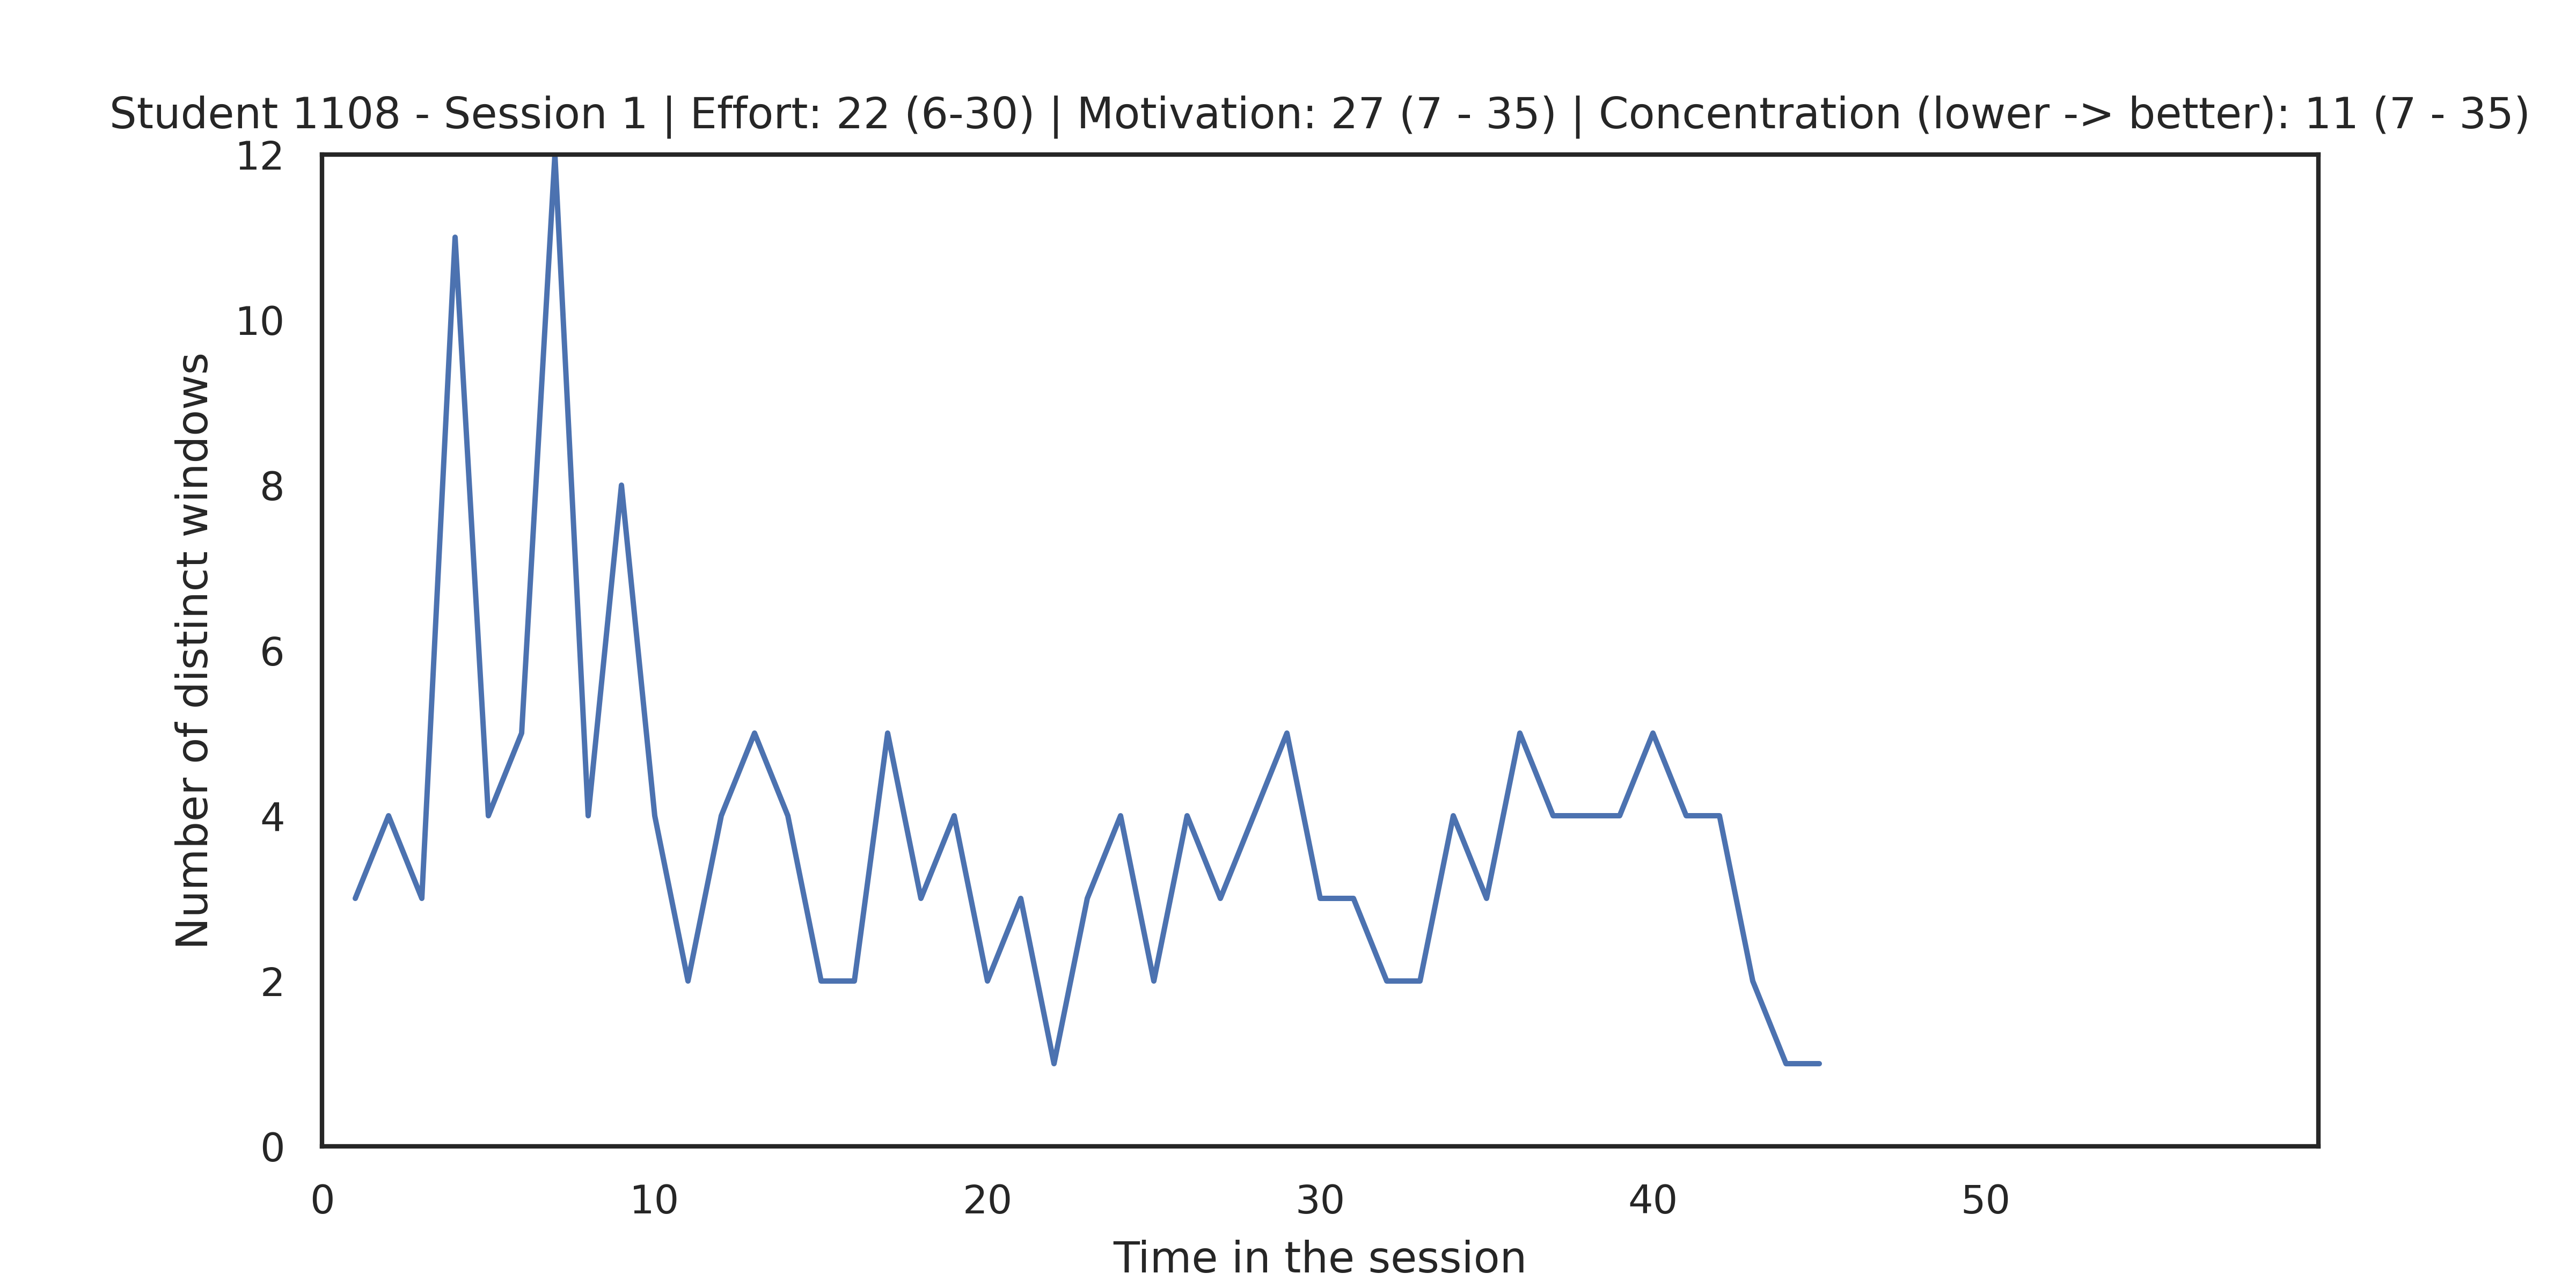 Student 1108 - Session 1 | Effort: 22 (6-30) | Motivation: 27 (7 - 35) | Concentration (lower -> better): 11 (7 - 35)
12
10
8
6
4
2
0
Number of distinct windows
0 10 20 30 40 50
Time in the session